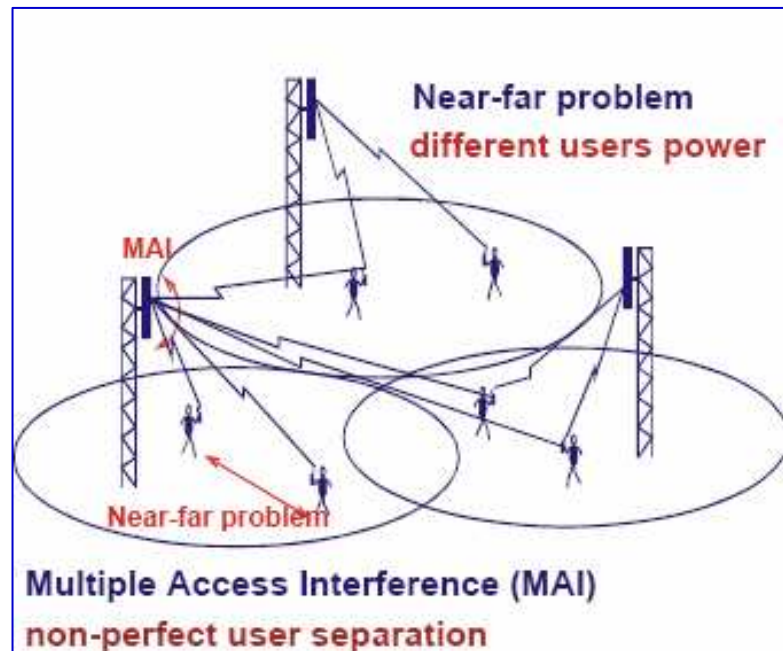 Near-far problem
different users power
MAI
Near-far problem
Multiple Access Interference (MAI)
non-perfect user separation